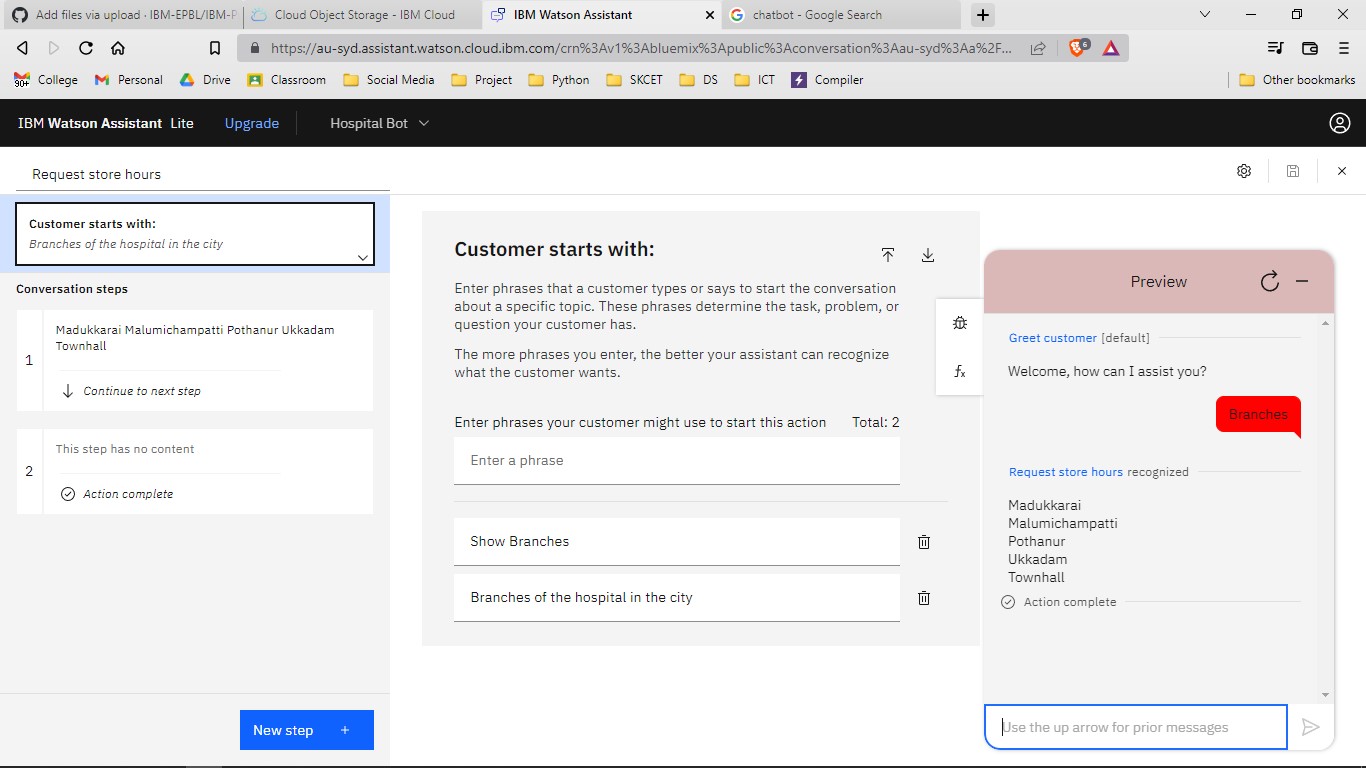 Add files via upload · IBM-EPBL/IBM-P
Cloud Object Storage - IBM Cloud
IBM Watson Assistant
chatbot - Google Search
https://au-syd.assistant.watson.cloud.ibm.com/crn%3Av1%3Abluemix%3Apublic%3Aconversation%3Aau-syd%3Aa%2F...
6
90+
College
Personal
Drive
Classroom
Social Media
Project
Python
SKCET
DS
ICT
Compiler
Other bookmarks
IBM Watson Assistant Lite
Upgrade
Hospital Bot
Request store hours
Customer starts with:
Branches of the hospital in the city
Conversation steps
1
Madukkarai Malumichampatti Pothanur Ukkadam
Townhall
Continue to next step
2
This step has no content
Action complete
New step +
Customer starts with:
Enter phrases that a customer types or says to start the conversation
about a specific topic. These phrases determine the task, problem, or
question your customer has.
The more phrases you enter, the better your assistant can recognize
what the customer wants.
Enter phrases your customer might use to start this action
Total: 2
Enter a phrase
Show Branches
Branches of the hospital in the city
fx
Preview
Greet customer [default]
Welcome, how can I assist you?
Branches
Request store hours recognized
Madukkarai
Malumichampatti
Pothanur
Ukkadam
Townhall
Action complete
Use the up arrow for prior messages